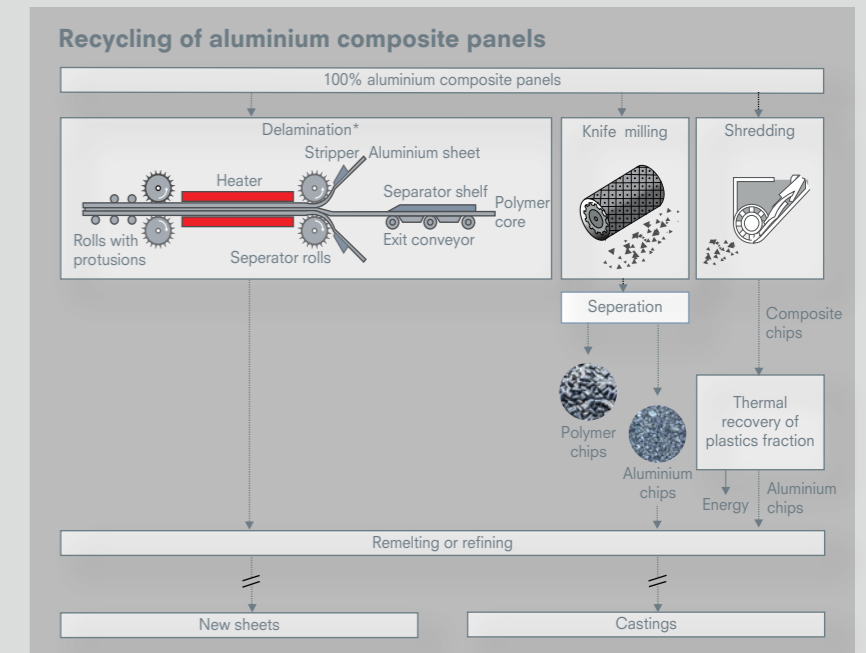 Recycling of aluminium composite panels
100% aluminium composite panels
Delamination*
Stripper
Aluminium sheet
Heater
Separator shelf
Polymer
core
Rolls with
protusions
Seperator rolls
Exit conveyor
Knife milling
Shredding
Seperation
Composite
chips
Polymer
chips
Aluminium
chips
Thermal
recovery of
plastics fraction
Energy
Aluminium
chips
Remelting or refining
New sheets
Castings